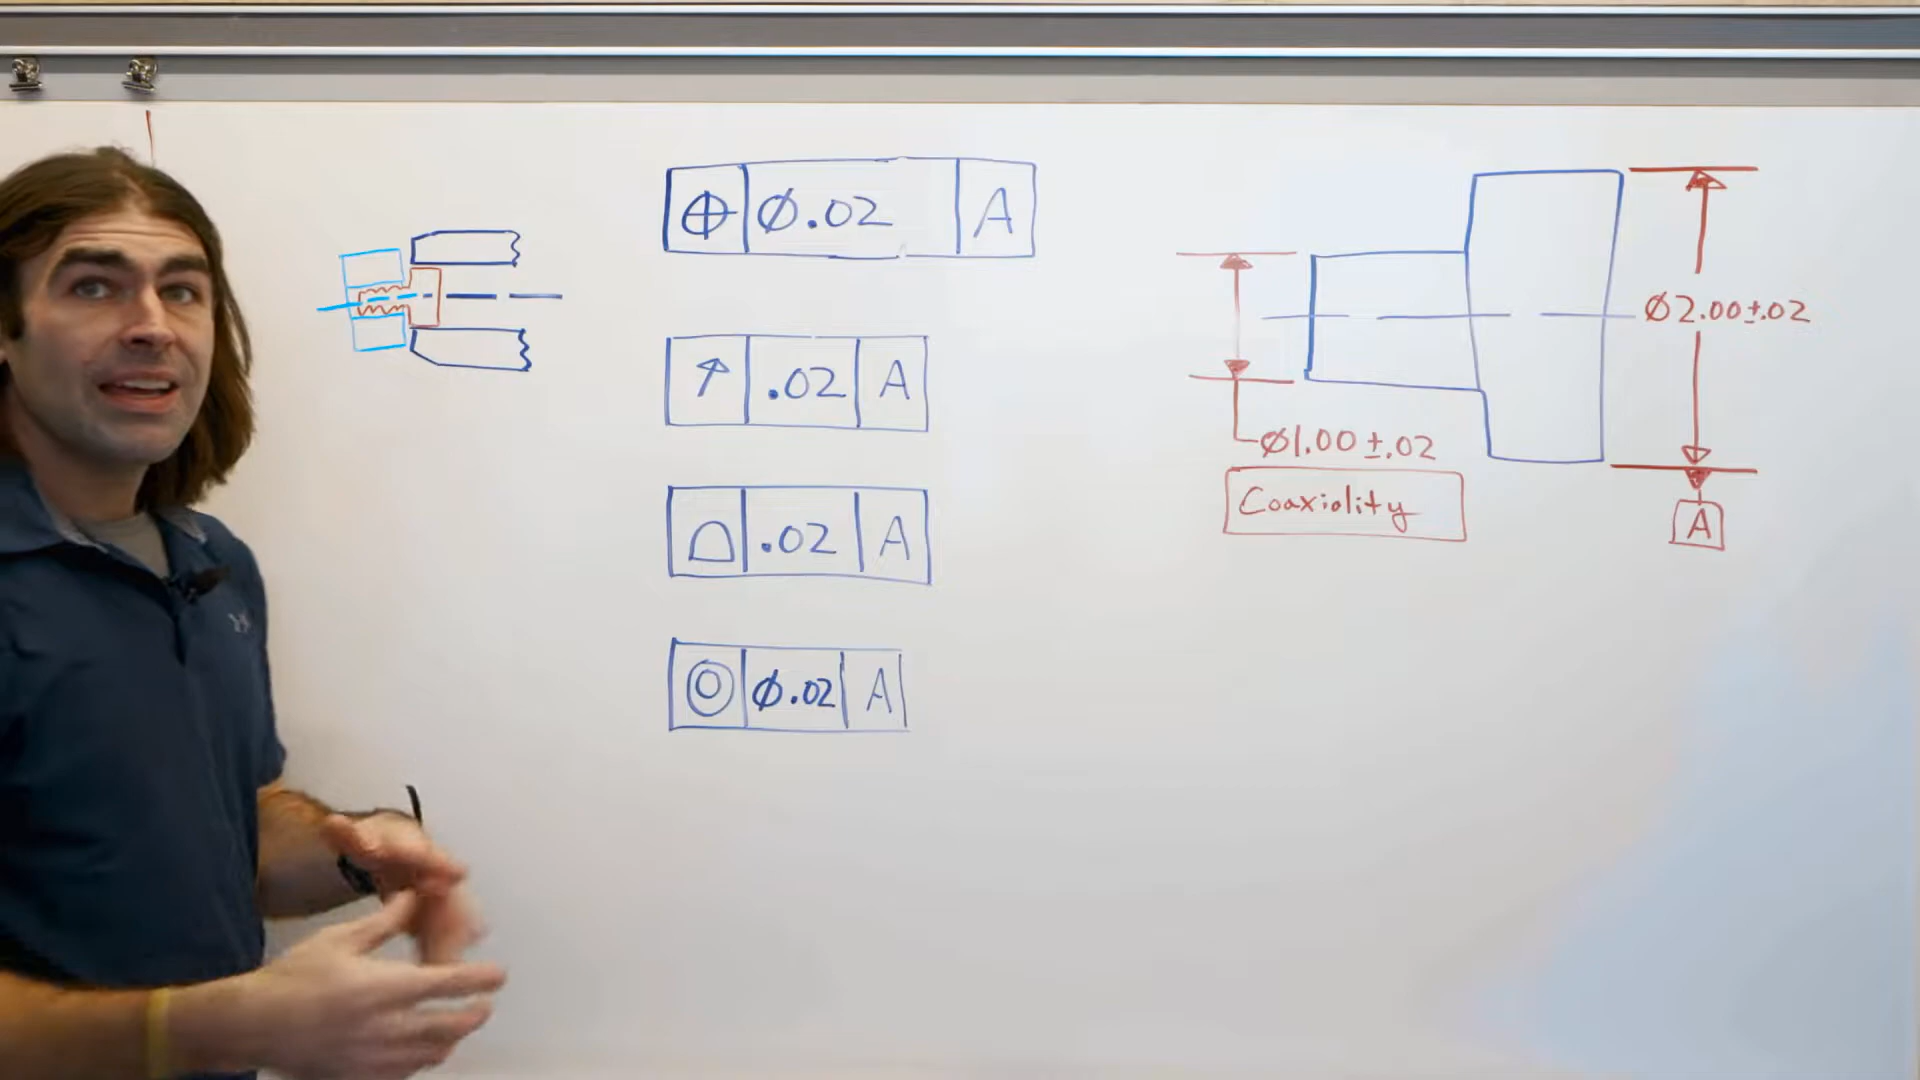 ⌖ Ø.02 A
↗ .02 A
⌓ .02 A
◎ Ø.02 A
Ø2.00±.02
Ø1.00±.02
Coaxiality
A